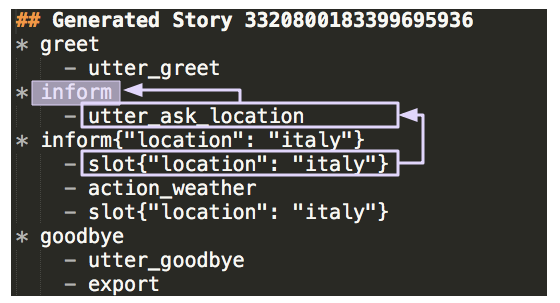 ## Generated Story 3320800183399695936
* greet
- utter_greet
* inform
- utter_ask_location
* inform{"location": "italy"}
- slot{"location": "italy"}
- action_weather
- slot{"location": "italy"}
* goodbye
- utter_goodbye
- export